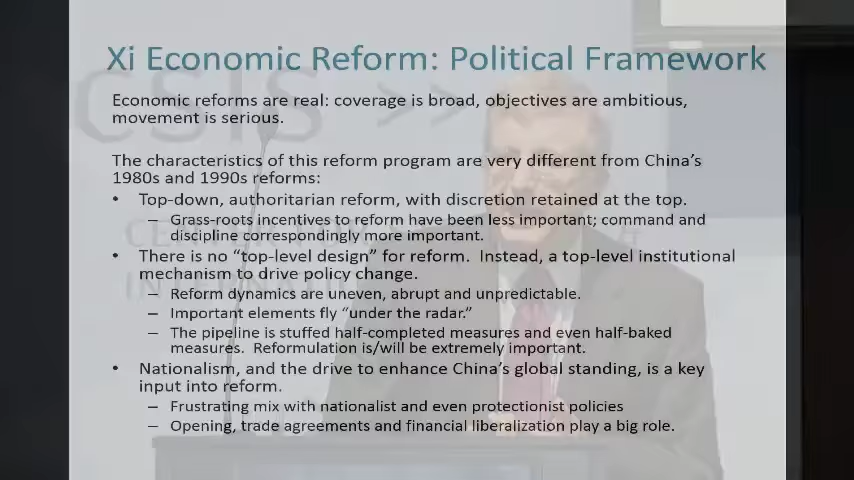 Xi Economic Reform: Political Framework
Economic reforms are real: coverage is broad, objectives are ambitious,
movement is serious.
The characteristics of this reform program are very different from China's
1980s and 1990s reforms:
• Top-down, authoritarian reform, with discretion retained at the top.
– Grass-roots incentives to reform have been less important; command and
discipline correspondingly more important.
• There is no "top-level design" for reform. Instead, a top-level institutional
mechanism to drive policy change.
– Reform dynamics are uneven, abrupt and unpredictable.
– Important elements fly "under the radar."
– The pipeline is stuffed half-completed measures and even half-baked
measures. Reformulation is/will be extremely important.
• Nationalism, and the drive to enhance China's global standing, is a key
input into reform.
– Frustrating mix with nationalist and even protectionist policies
– Opening, trade agreements and financial liberalization play a big role.
CSIS